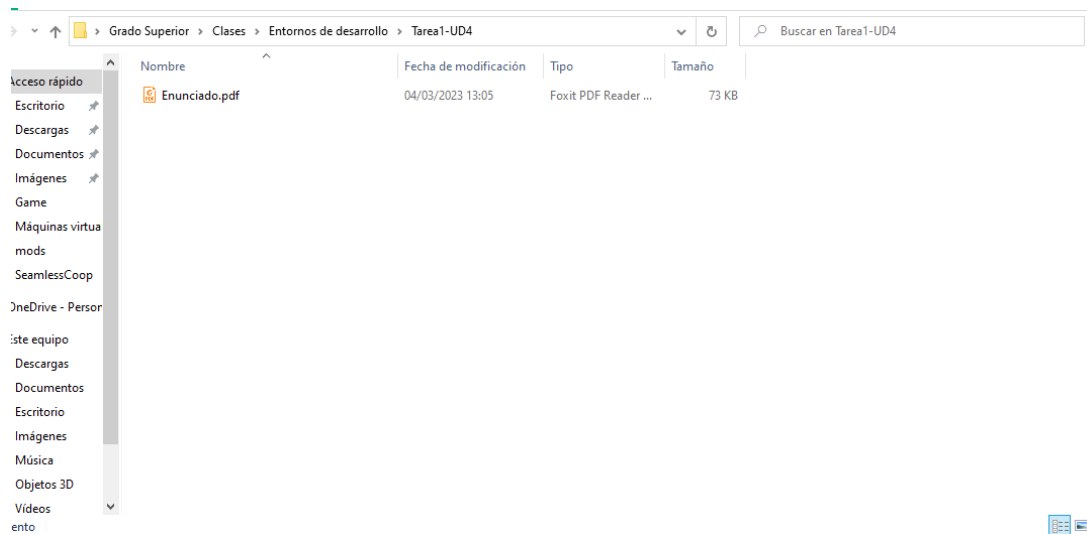 Grado Superior > Clases > Entornos de desarrollo > Tarea1-UD4
Buscar en Tarea1-UD4
Nombre Fecha de modificación Tipo Tamaño
Enunciado.pdf 04/03/2023 13:05 Foxit PDF Reader ... 73 KB
Acceso rápido
Escritorio
Descargas
Documentos
Imágenes
Game
Máquinas virtua
mods
SeamlessCoop
OneDrive - Person
Este equipo
Descargas
Documentos
Escritorio
Imágenes
Música
Objetos 3D
Vídeos
ento